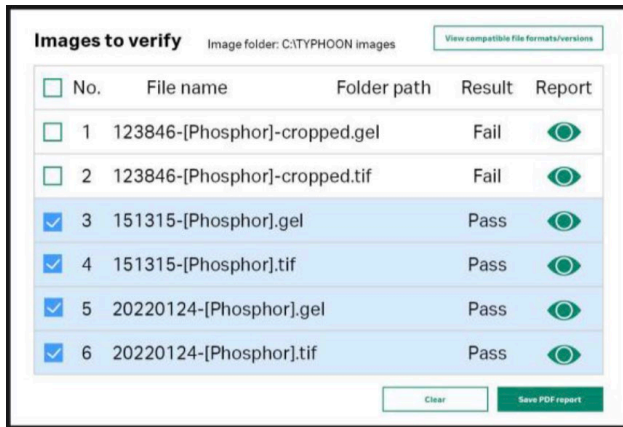 Images to verify Image folder: C:\TYPHOON images View compatible file formats/versions
No. File name Folder path Result Report
1 123846-[Phosphor]-cropped.gel Fail
2 123846-[Phosphor]-cropped.tif Fail
3 151315-[Phosphor].gel Pass
4 151315-[Phosphor].tif Pass
5 20220124-[Phosphor].gel Pass
6 20220124-[Phosphor].tif Pass
Clear Save PDF report